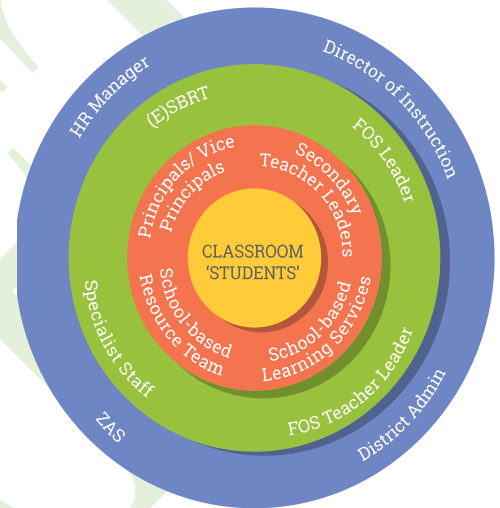 HR Manager
Director of Instruction
(E)SBRT
FOS Leader
Principals/ Vice
Principals
Secondary
Teacher Leaders
CLASSROOM
‘STUDENTS’
School-based
Resource Team
School-based
Learning Services
Specialist Staff
FOS Teacher Leader
ZAS
District Admin